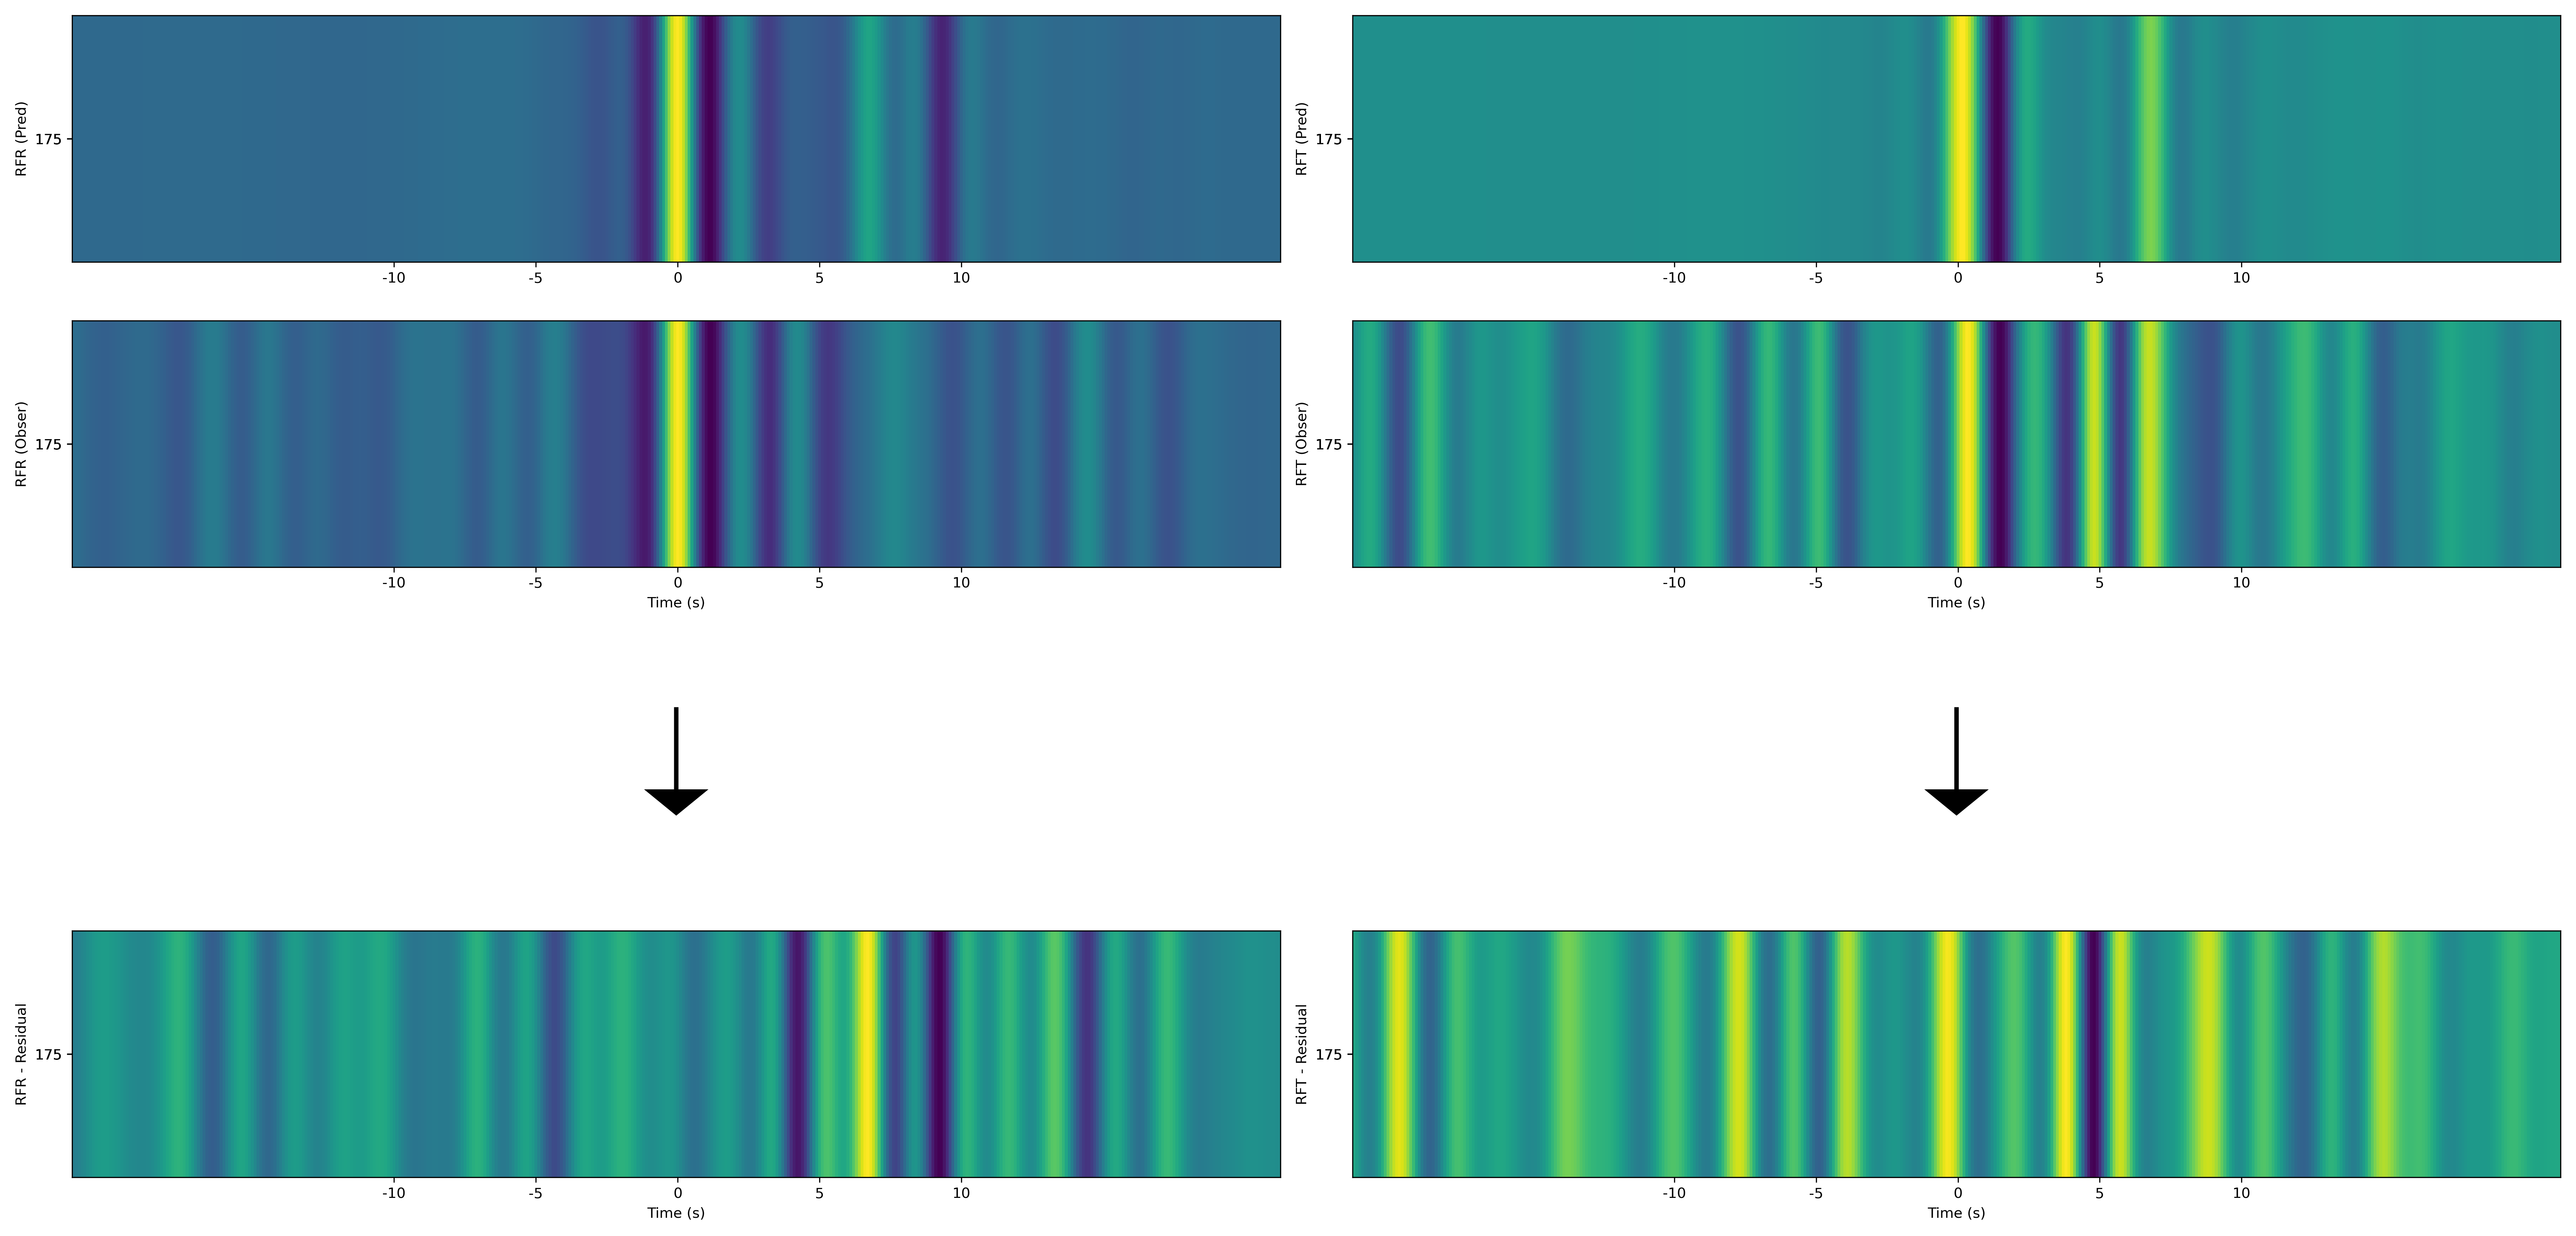 RFR (Pred)
175
-10 -5 0 5 10
RFT (Pred)
175
-10 -5 0 5 10
RFR (Obser)
175
-10 -5 0 5 10
Time (s)
RFT (Obser)
175
-10 -5 0 5 10
Time (s)
RFR - Residual
175
-10 -5 0 5 10
Time (s)
RFT - Residual
175
-10 -5 0 5 10
Time (s)